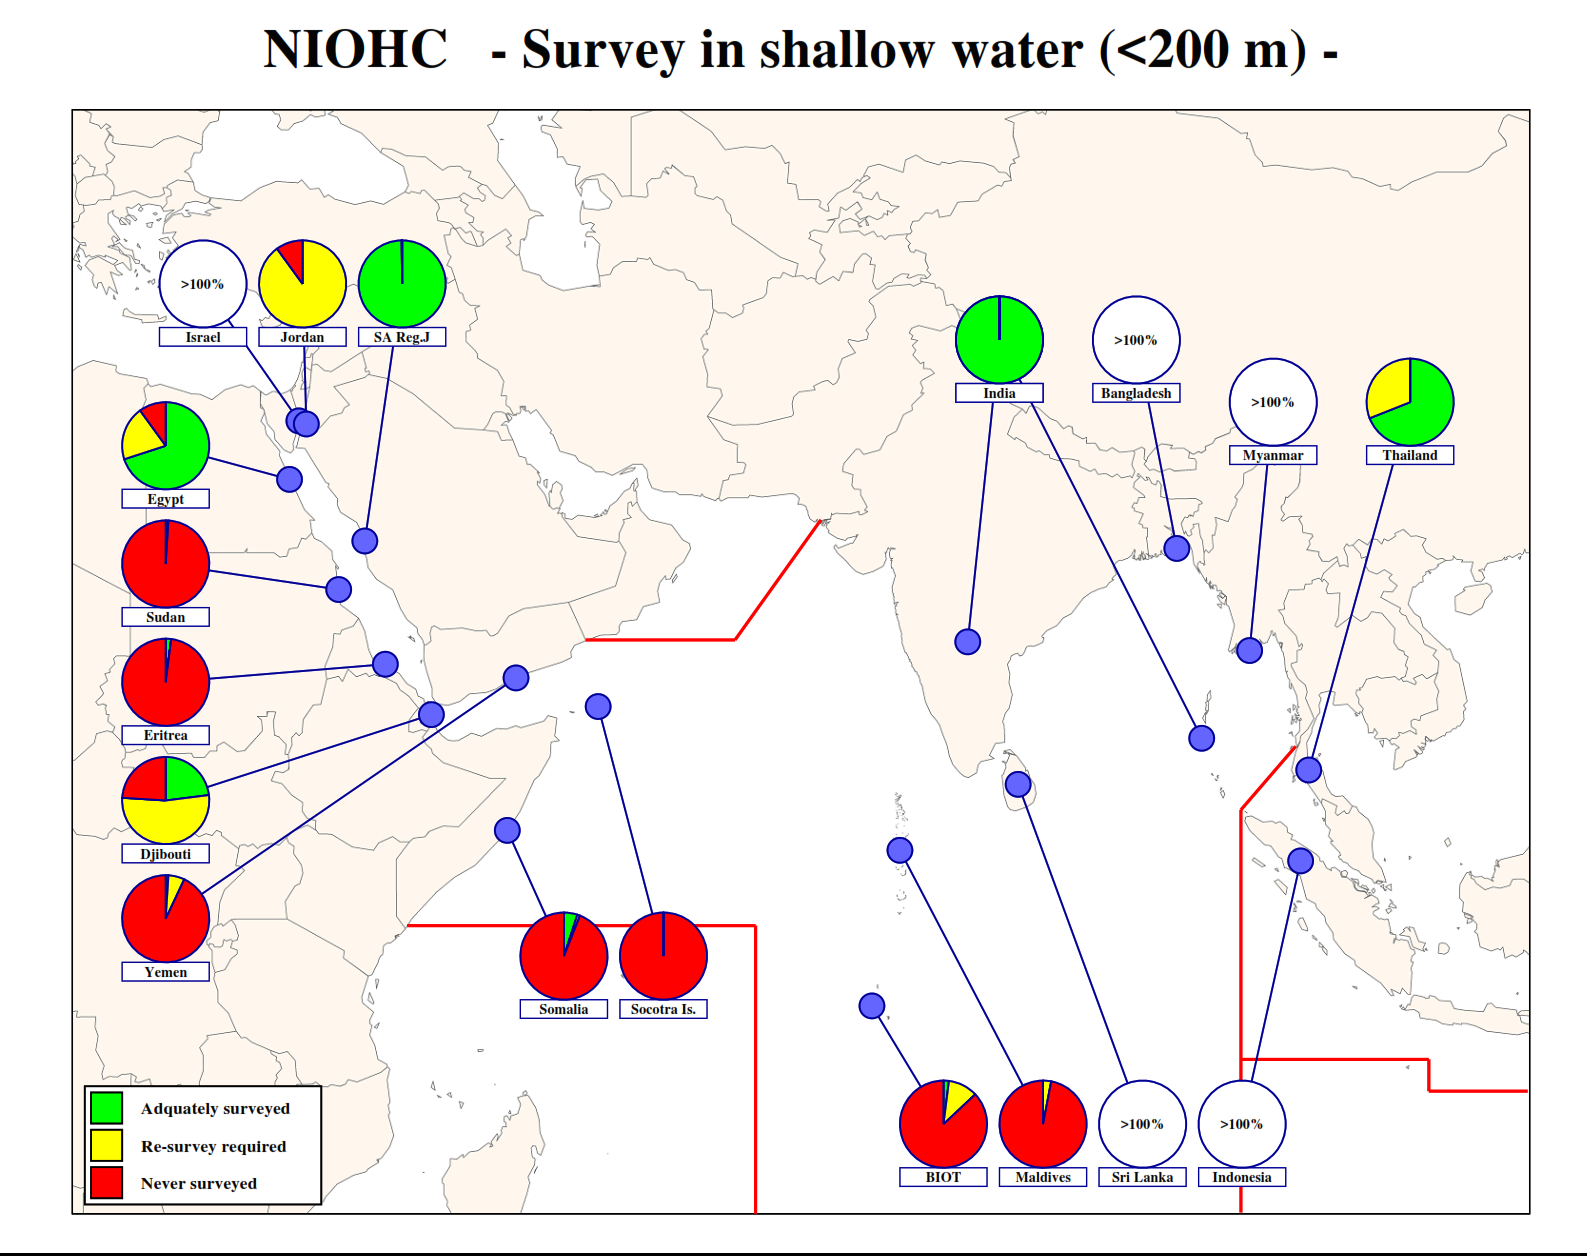 NIOHC - Survey in shallow water (<200 m) -
>100%
Israel
Jordan
SA Reg.J
India
>100%
Bangladesh
>100%
Myanmar
Thailand
Egypt
Sudan
Eritrea
Djibouti
Yemen
Somalia
Socotra Is.
BIOT
Maldives
>100%
Sri Lanka
>100%
Indonesia
Adquately surveyed
Re-survey required
Never surveyed